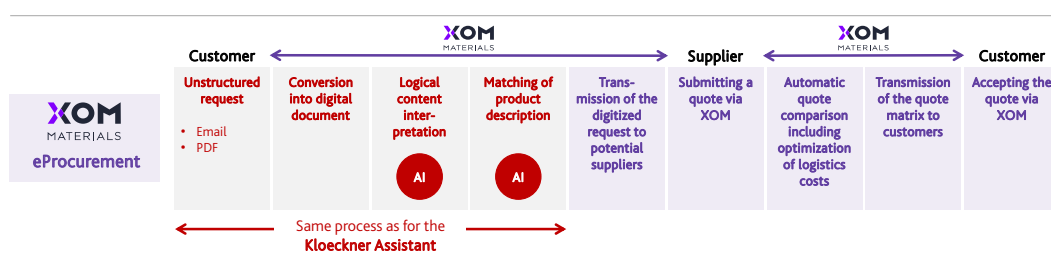 XOM
MATERIALS
XOM
MATERIALS
Customer
Supplier
Customer
XOM
MATERIALS
eProcurement
Unstructured
request
• Email
• PDF
Conversion
into digital
document
Logical
content
inter-
pretation
AI
Matching of
product
description
AI
Trans-
mission of the
digitized
request to
potential
suppliers
Submitting a
quote via
XOM
Automatic
quote
comparison
including
optimization
of logistics
costs
Transmission
of the quote
matrix to
customers
Accepting the
quote via
XOM
Same process as for the
Kloeckner Assistant